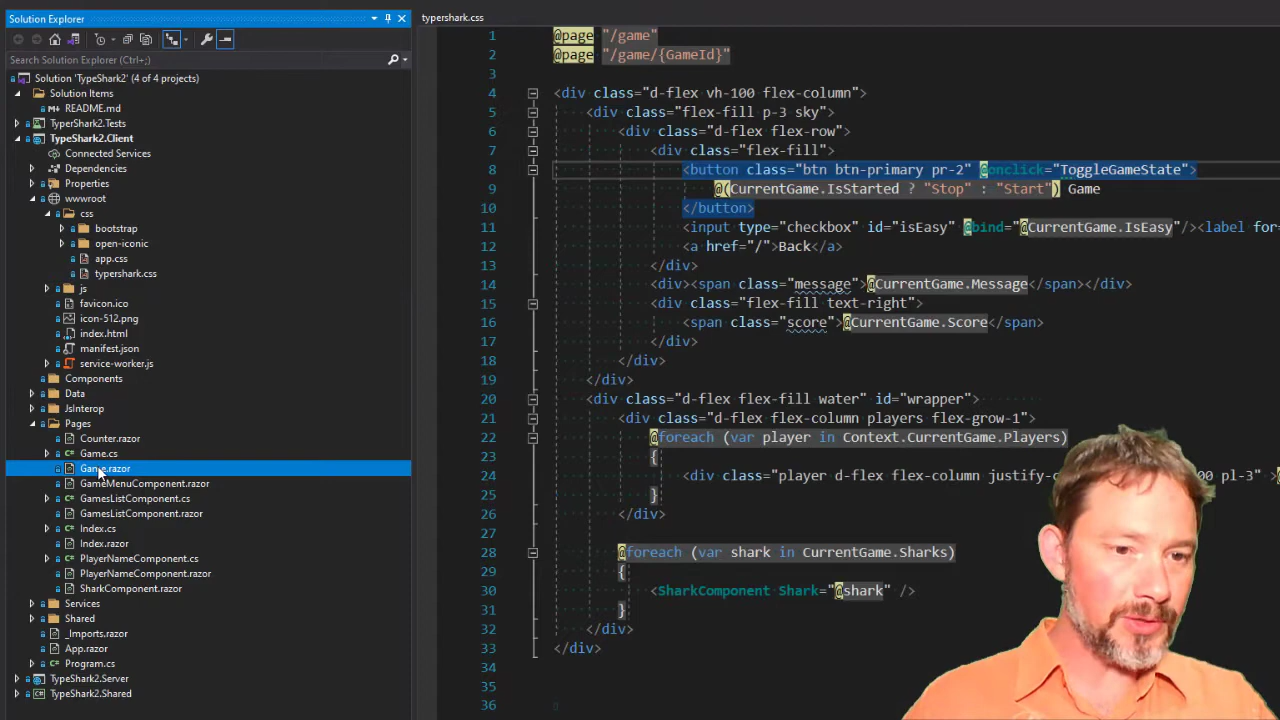 Solution Explorer
Search Solution Explorer (Ctrl+;)
Solution 'TypeShark2' (4 of 4 projects)
Solution Items
README.md
TypeShark2.Tests
TypeShark2.Client
Connected Services
Dependencies
Properties
wwwroot
css
bootstrap
open-iconic
app.css
typershark.css
js
favicon.ico
icon-512.png
index.html
manifest.json
service-worker.js
Components
Data
JsInterop
Pages
Counter.razor
Game.cs
Game.razor
GameMenuComponent.razor
GamesListComponent.cs
GamesListComponent.razor
Index.cs
Index.razor
PlayerNameComponent.cs
PlayerNameComponent.razor
SharkComponent.razor
Services
Shared
_Imports.razor
App.razor
Program.cs
TypeShark2.Server
TypeShark2.Shared
typershark.css
1 @page "/game"
2 @page "/game/{GameId}"
3
4 <div class="d-flex vh-100 flex-column">
5 <div class="flex-fill p-3 sky">
6 <div class="d-flex flex-row">
7 <div class="flex-fill">
8 <button class="btn btn-primary pr-2" @onclick="ToggleGameState">
9 @(CurrentGame.IsStarted ? "Stop" : "Start") Game
10 </button>
11 <input type="checkbox" id="isEasy" @bind="@CurrentGame.IsEasy"/><label for=
12 <a href="/">Back</a>
13 </div>
14 <div><span class="message">@CurrentGame.Message</span></div>
15 <div class="flex-fill text-right">
16 <span class="score">@CurrentGame.Score</span>
17 </div>
18 </div>
19 </div>
20 <div class="d-flex flex-fill water" id="wrapper">
21 <div class="d-flex flex-column players flex-grow-1">
22 @foreach (var player in Context.CurrentGame.Players)
23 {
24 <div class="player d-flex flex-column justify-c 00 pl-3">
25 }
26 </div>
27
28 @foreach (var shark in CurrentGame.Sharks)
29 {
30 <SharkComponent Shark="@shark" />
31 }
32 </div>
33 </div>
34
35
36